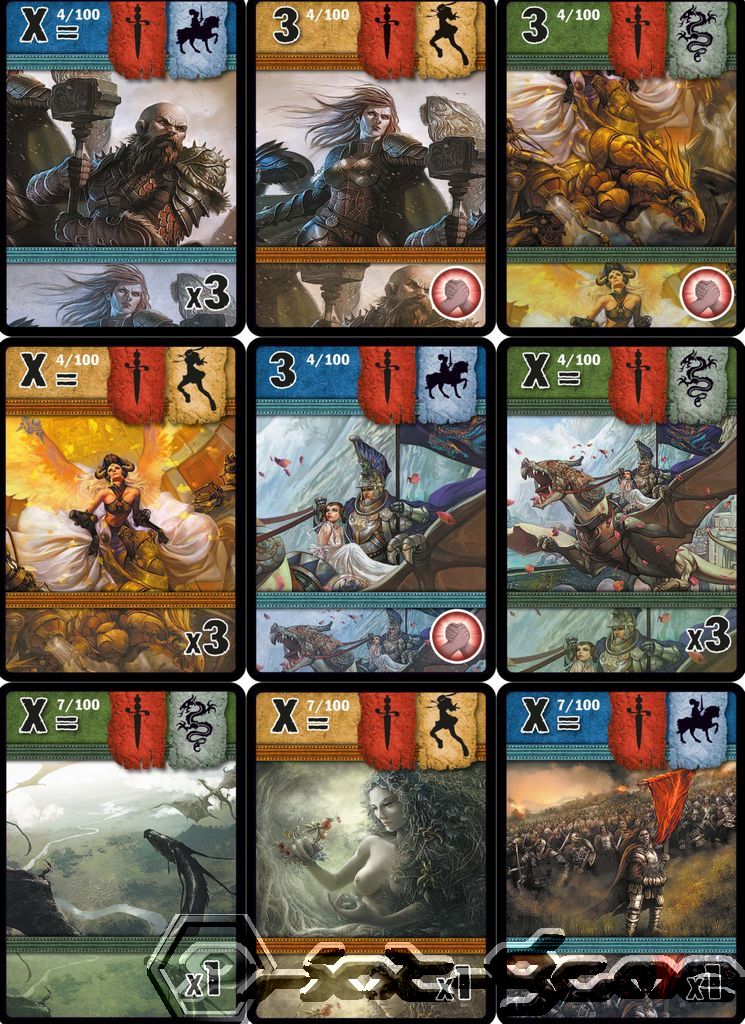 X = 4/100
3 4/100
3 4/100
x3
X = 4/100
3 4/100
X = 4/100
x3
x3
X = 7/100
X = 7/100
X = 7/100
x1
x1
x1